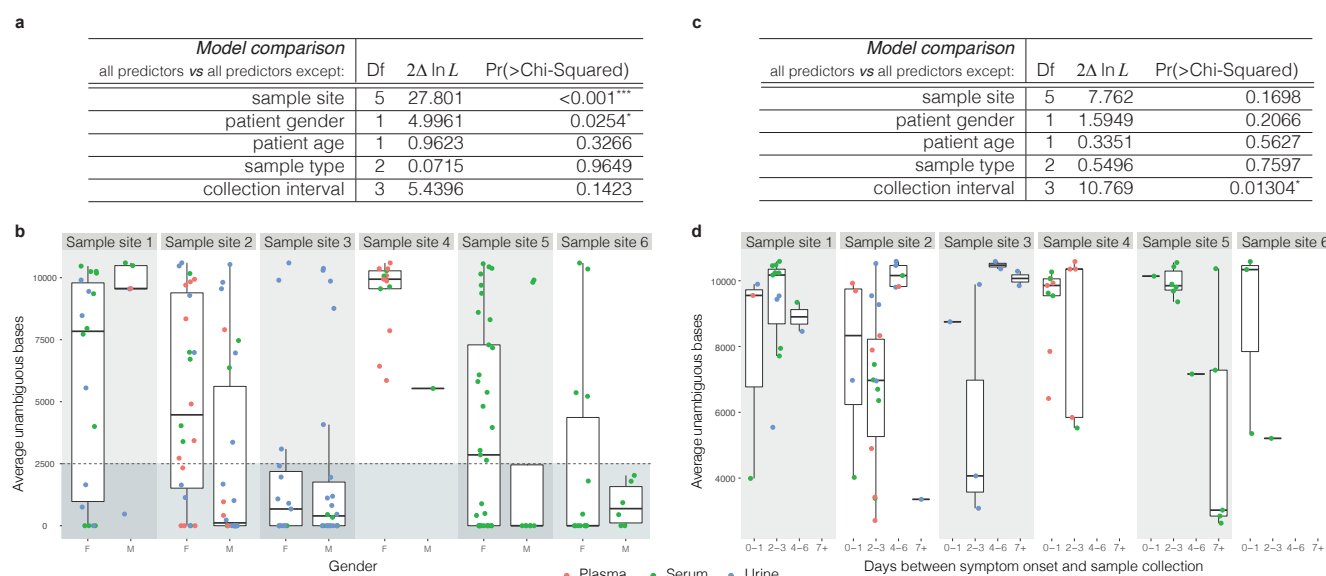 a
Model comparison
all predictors vs all predictors except: Df 2Δ ln L Pr(>Chi-Squared)
sample site 5 27.801 <0.001***
patient gender 1 4.9961 0.0254*
patient age 1 0.9623 0.3266
sample type 2 0.0715 0.9649
collection interval 3 5.4396 0.1423
c
Model comparison
all predictors vs all predictors except: Df 2Δ ln L Pr(>Chi-Squared)
sample site 5 7.762 0.1698
patient gender 1 1.5949 0.2066
patient age 1 0.3351 0.5627
sample type 2 0.5496 0.7597
collection interval 3 10.769 0.01304*
b
Sample site 1 Sample site 2 Sample site 3 Sample site 4 Sample site 5 Sample site 6
Average unambiguous bases
10000
7500
5000
2500
0
F M F M F M F M F M F M
Gender
d
Sample site 1 Sample site 2 Sample site 3 Sample site 4 Sample site 5 Sample site 6
Average unambiguous bases
10000
8000
6000
4000
0-1 2-3 4-6 7+ 0-1 2-3 4-6 7+ 0-1 2-3 4-6 7+ 0-1 2-3 4-6 7+ 0-1 2-3 4-6 7+ 0-1 2-3 4-6 7+
Days between symptom onset and sample collection
Plasma Serum Urine